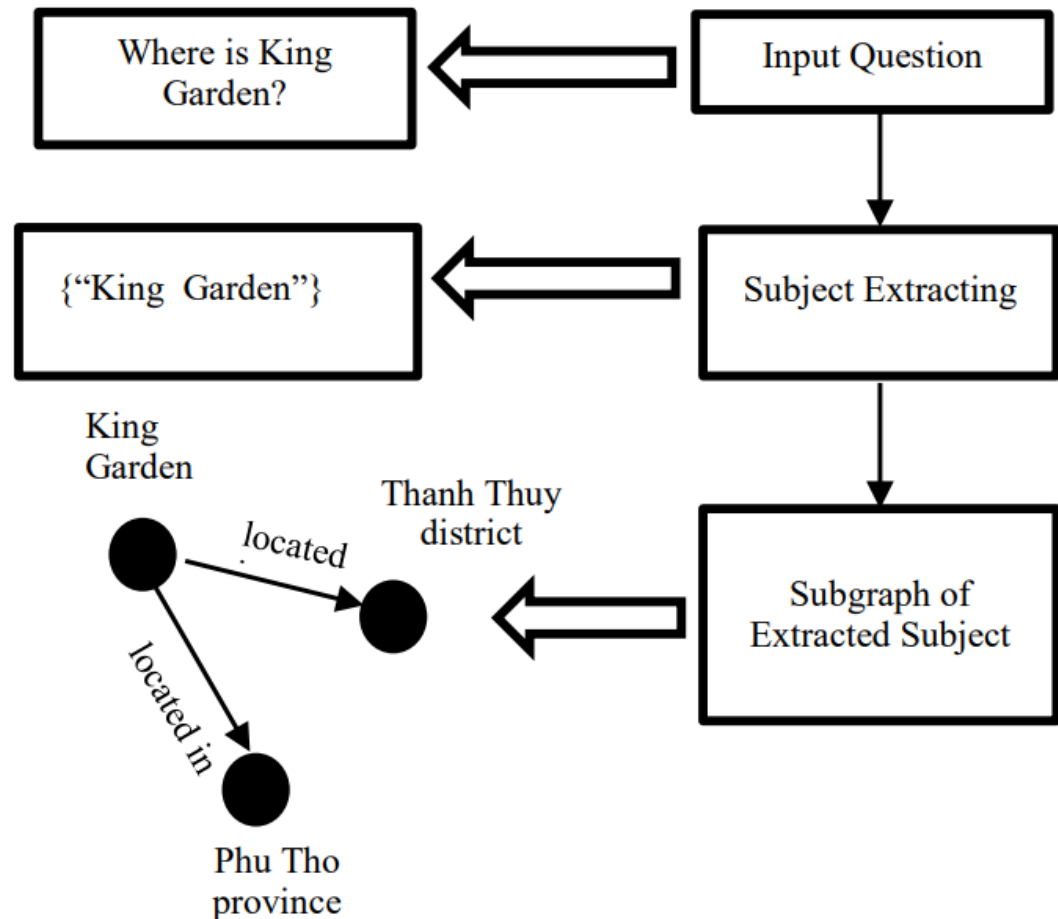 Where is King
Garden?
Input Question
{“King Garden”}
Subject Extracting
King
Garden
Thanh Thuy
district
located
located in
Subgraph of
Extracted Subject
Phu Tho
province